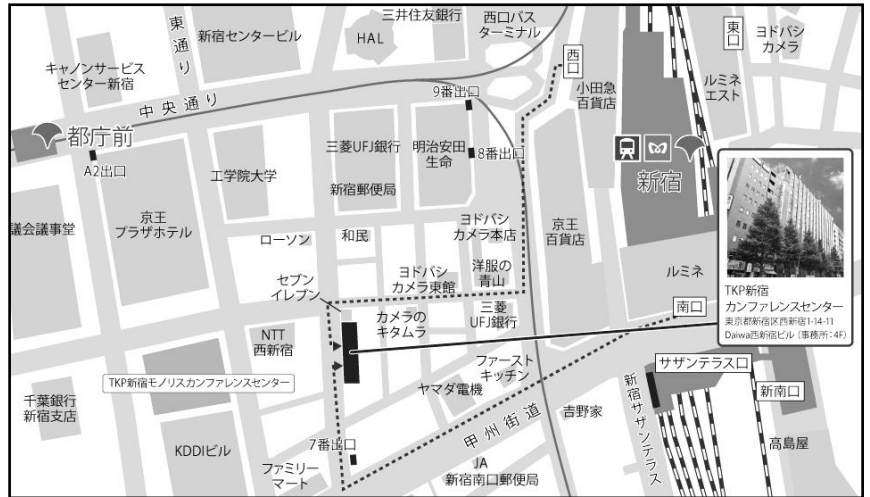 三井住友銀行
西口バス
ターミナル
東通り
新宿センタービル
HAL
西口
東口
ヨドバシ
カメラ
キャノンサービス
センター新宿
小田急
百貨店
ルミネ
エスト
中央通り
9番出口
都庁前
A2出口
三菱UFJ銀行
明治安田
生命
8番出口
新宿
工学院大学
新宿郵便局
議会議事堂
京王
プラザホテル
ローソン
和民
ヨドバシ
カメラ本店
京王
百貨店
セブン
イレブン
ヨドバシ
カメラ東館
洋服の
青山
ルミネ
TKP新宿
カンファレンスセンター
東京都新宿区西新宿1-14-11
Daiwa西新宿ビル (事務所:4F)
カメラの
キタムラ
三菱
UFJ銀行
南口
NTT
西新宿
ファースト
キッチン
サザンテラス口
TKP新宿モノリスカンファレンスセンター
ヤマダ電機
新宿サザンテラス
新南口
千葉銀行
新宿支店
甲州街道
吉野家
KDDIビル
7番出口
髙島屋
ファミリー
マート
JA
新宿南口郵便局